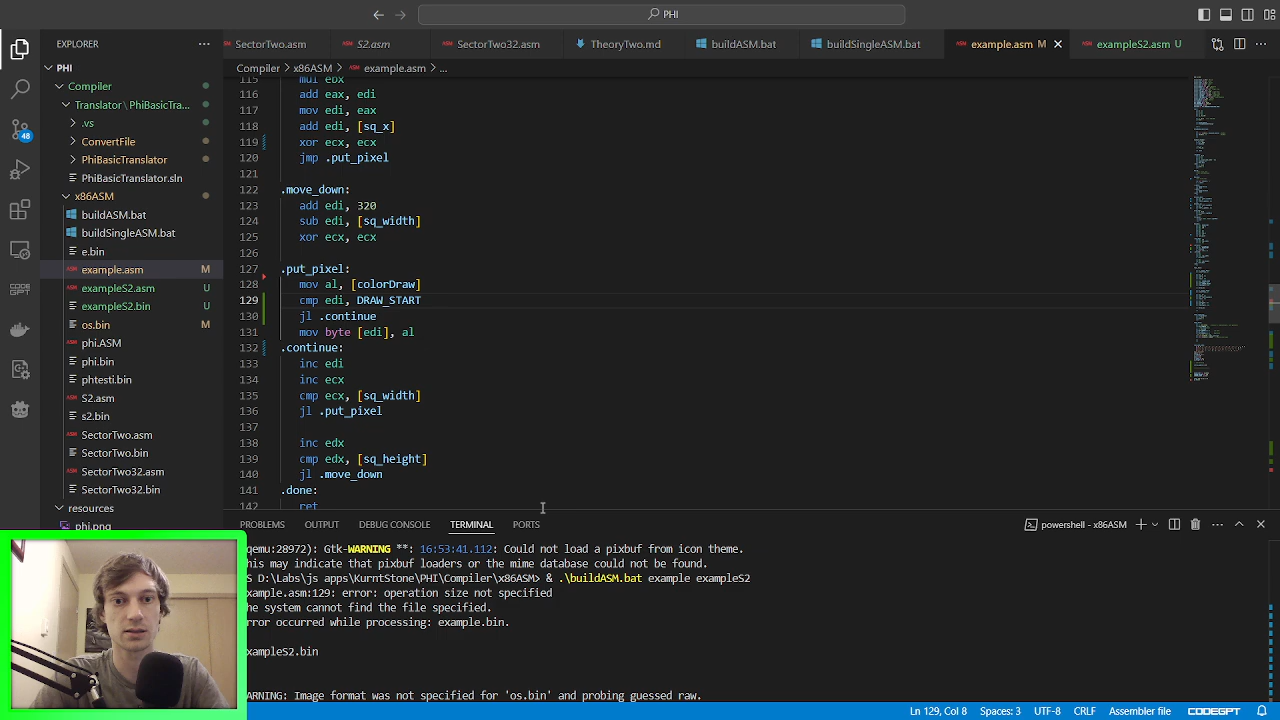 PHI
EXPLORER
SectorTwo.asm
S2.asm
SectorTwo32.asm
TheoryTwo.md
buildASM.bat
buildSingleASM.bat
example.asm M
exampleS2.asm U
PHI
Compiler > x86ASM > example.asm > ...
Compiler
Translator \ PhiBasicTra...
.vs
ConvertFile
PhiBasicTranslator
PhiBasicTranslator.sln
x86ASM
buildASM.bat
buildSingleASM.bat
e.bin
example.asm M
exampleS2.asm U
exampleS2.bin U
os.bin M
phi.ASM
phi.bin
phtesti.bin
S2.asm
s2.bin
SectorTwo.asm
SectorTwo.bin
SectorTwo32.asm
SectorTwo32.bin
resources
phi.png
48
115 mul ebx
116 add eax, edi
117 mov edi, eax
118 add edi, [sq_x]
119 xor ecx, ecx
120 jmp .put_pixel
121
122 .move_down:
123 add edi, 320
124 sub edi, [sq_width]
125 xor ecx, ecx
126
127 .put_pixel:
128 mov al, [colorDraw]
129 cmp edi, DRAW_START
130 jl .continue
131 mov byte [edi], al
132 .continue:
133 inc edi
134 inc ecx
135 cmp ecx, [sq_width]
136 jl .put_pixel
137
138 inc edx
139 cmp edx, [sq_height]
140 jl .move_down
141 .done:
142 ret
PROBLEMS OUTPUT DEBUG CONSOLE TERMINAL PORTS
powershell - x86ASM
qemu:28972): Gtk-WARNING **: 16:53:41.112: Could not load a pixbuf from icon theme.
his may indicate that pixbuf loaders or the mime database could not be found.
S D:\Labs\js apps\KurntStone\PHI\Compiler\x86ASM> & .\buildASM.bat example exampleS2
example.asm:129: error: operation size not specified
he system cannot find the file specified.
rror occurred while processing: example.bin.
xampleS2.bin
ARNING: Image format was not specified for 'os.bin' and probing guessed raw.
Ln 129, Col 8 Spaces: 3 UTF-8 CRLF Assembler file CODEGPT